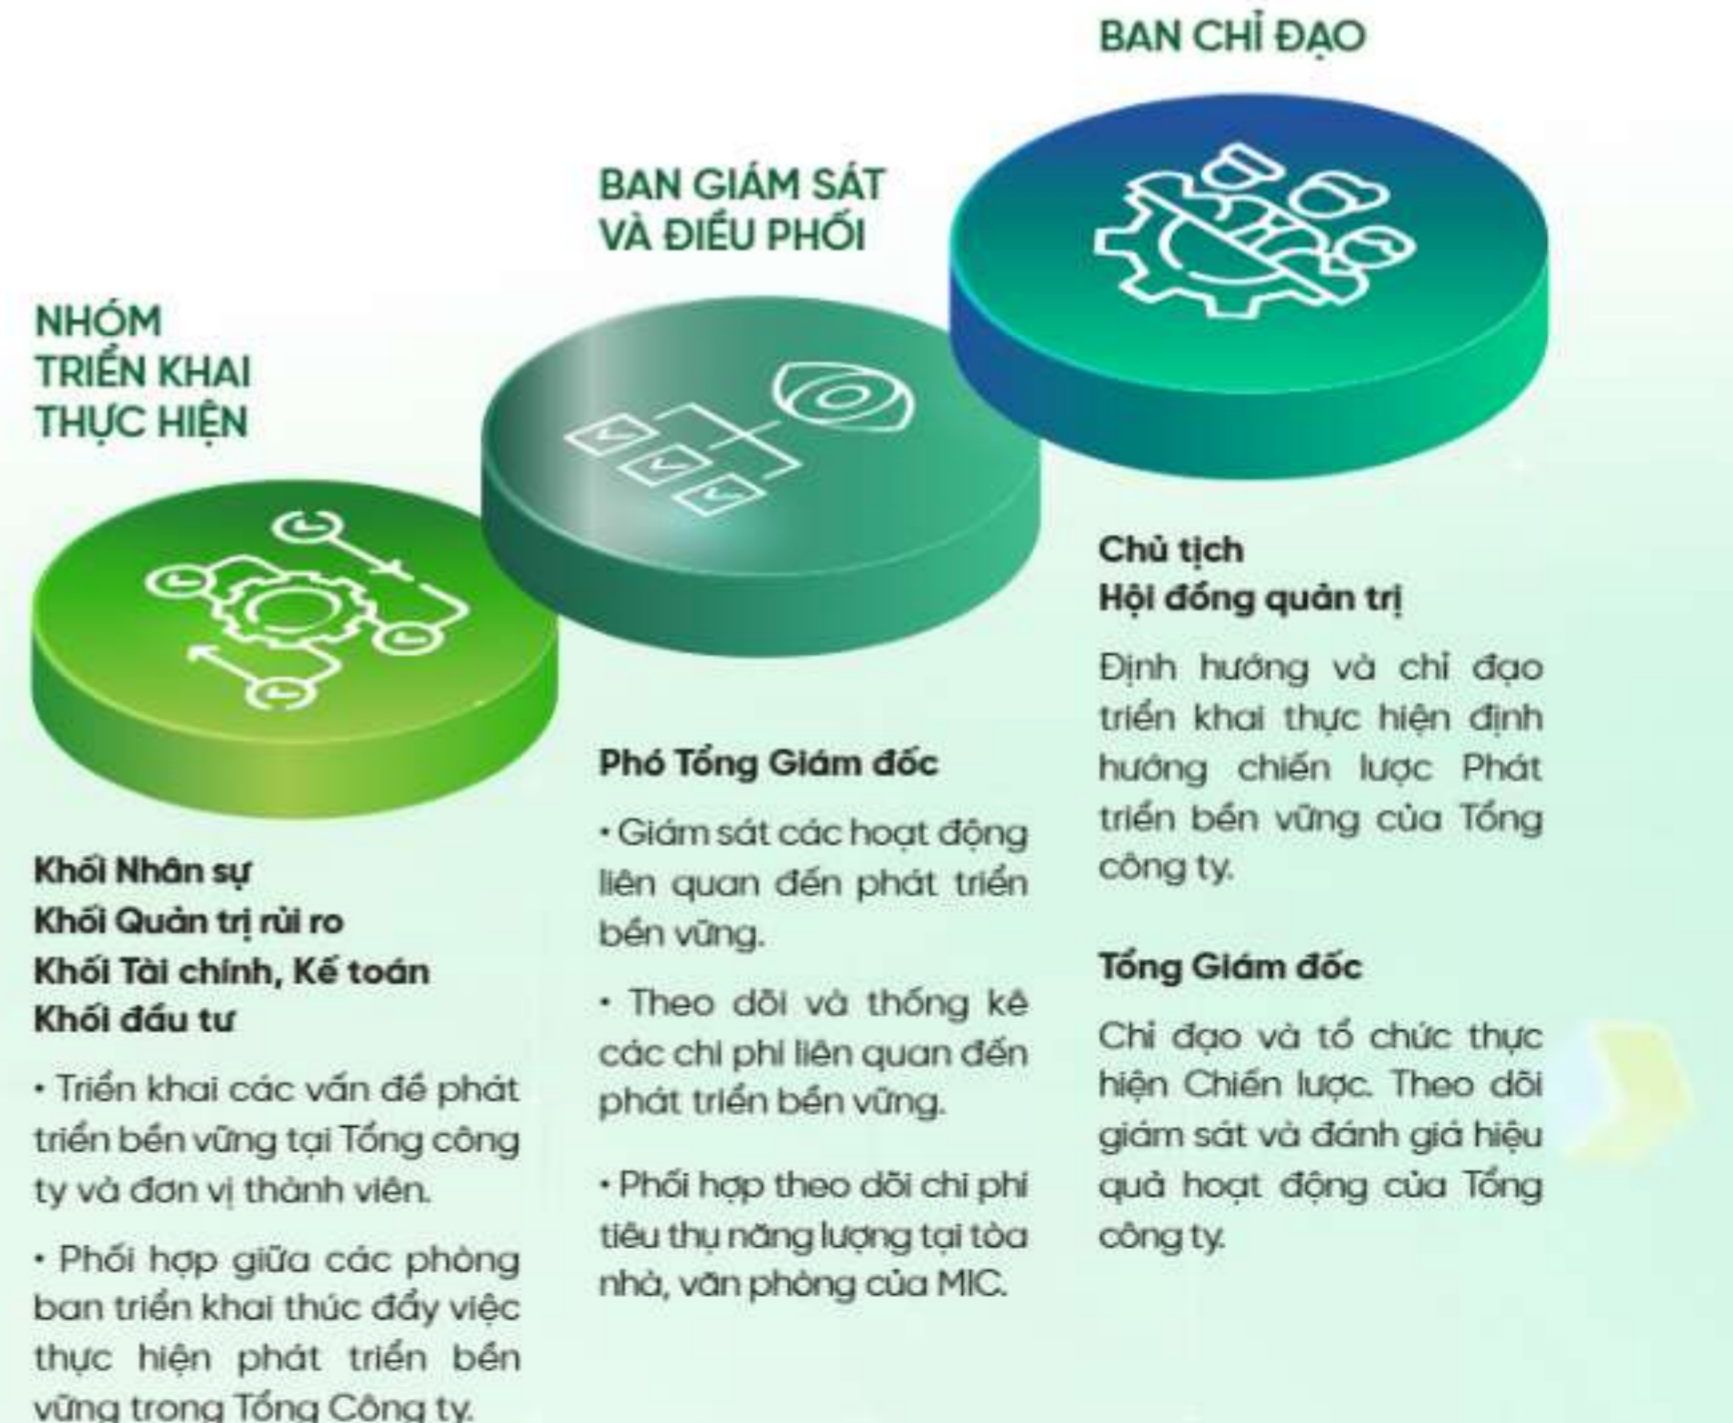 NHÓM
TRIỂN KHAI
THỰC HIỆN
Khối Nhân sự
Khối Quản trị rủi ro
Khối Tài chính, Kế toán
Khối đầu tư
• Triển khai các vấn đề phát
triển bền vững tại Tổng công
ty và đơn vị thành viên.
• Phối hợp giữa các phòng
ban triển khai thúc đẩy việc
thực hiện phát triển bền
vững trong Tổng Công ty.
BAN GIÁM SÁT
VÀ ĐIỀU PHỐI
Phó Tổng Giám đốc
• Giám sát các hoạt động
liên quan đến phát triển
bền vững.
• Theo dõi và thống kê
các chi phí liên quan đến
phát triển bền vững.
• Phối hợp theo dõi chi phí
tiêu thụ năng lượng tại tòa
nhà, văn phòng của MIC.
BAN CHỈ ĐẠO
Chủ tịch
Hội đồng quản trị
Định hướng và chỉ đạo
triển khai thực hiện định
hướng chiến lược Phát
triển bền vững của Tổng
công ty.
Tổng Giám đốc
Chỉ đạo và tổ chức thực
hiện Chiến lược. Theo dõi
giám sát và đánh giá hiệu
quả hoạt động của Tổng
công ty.